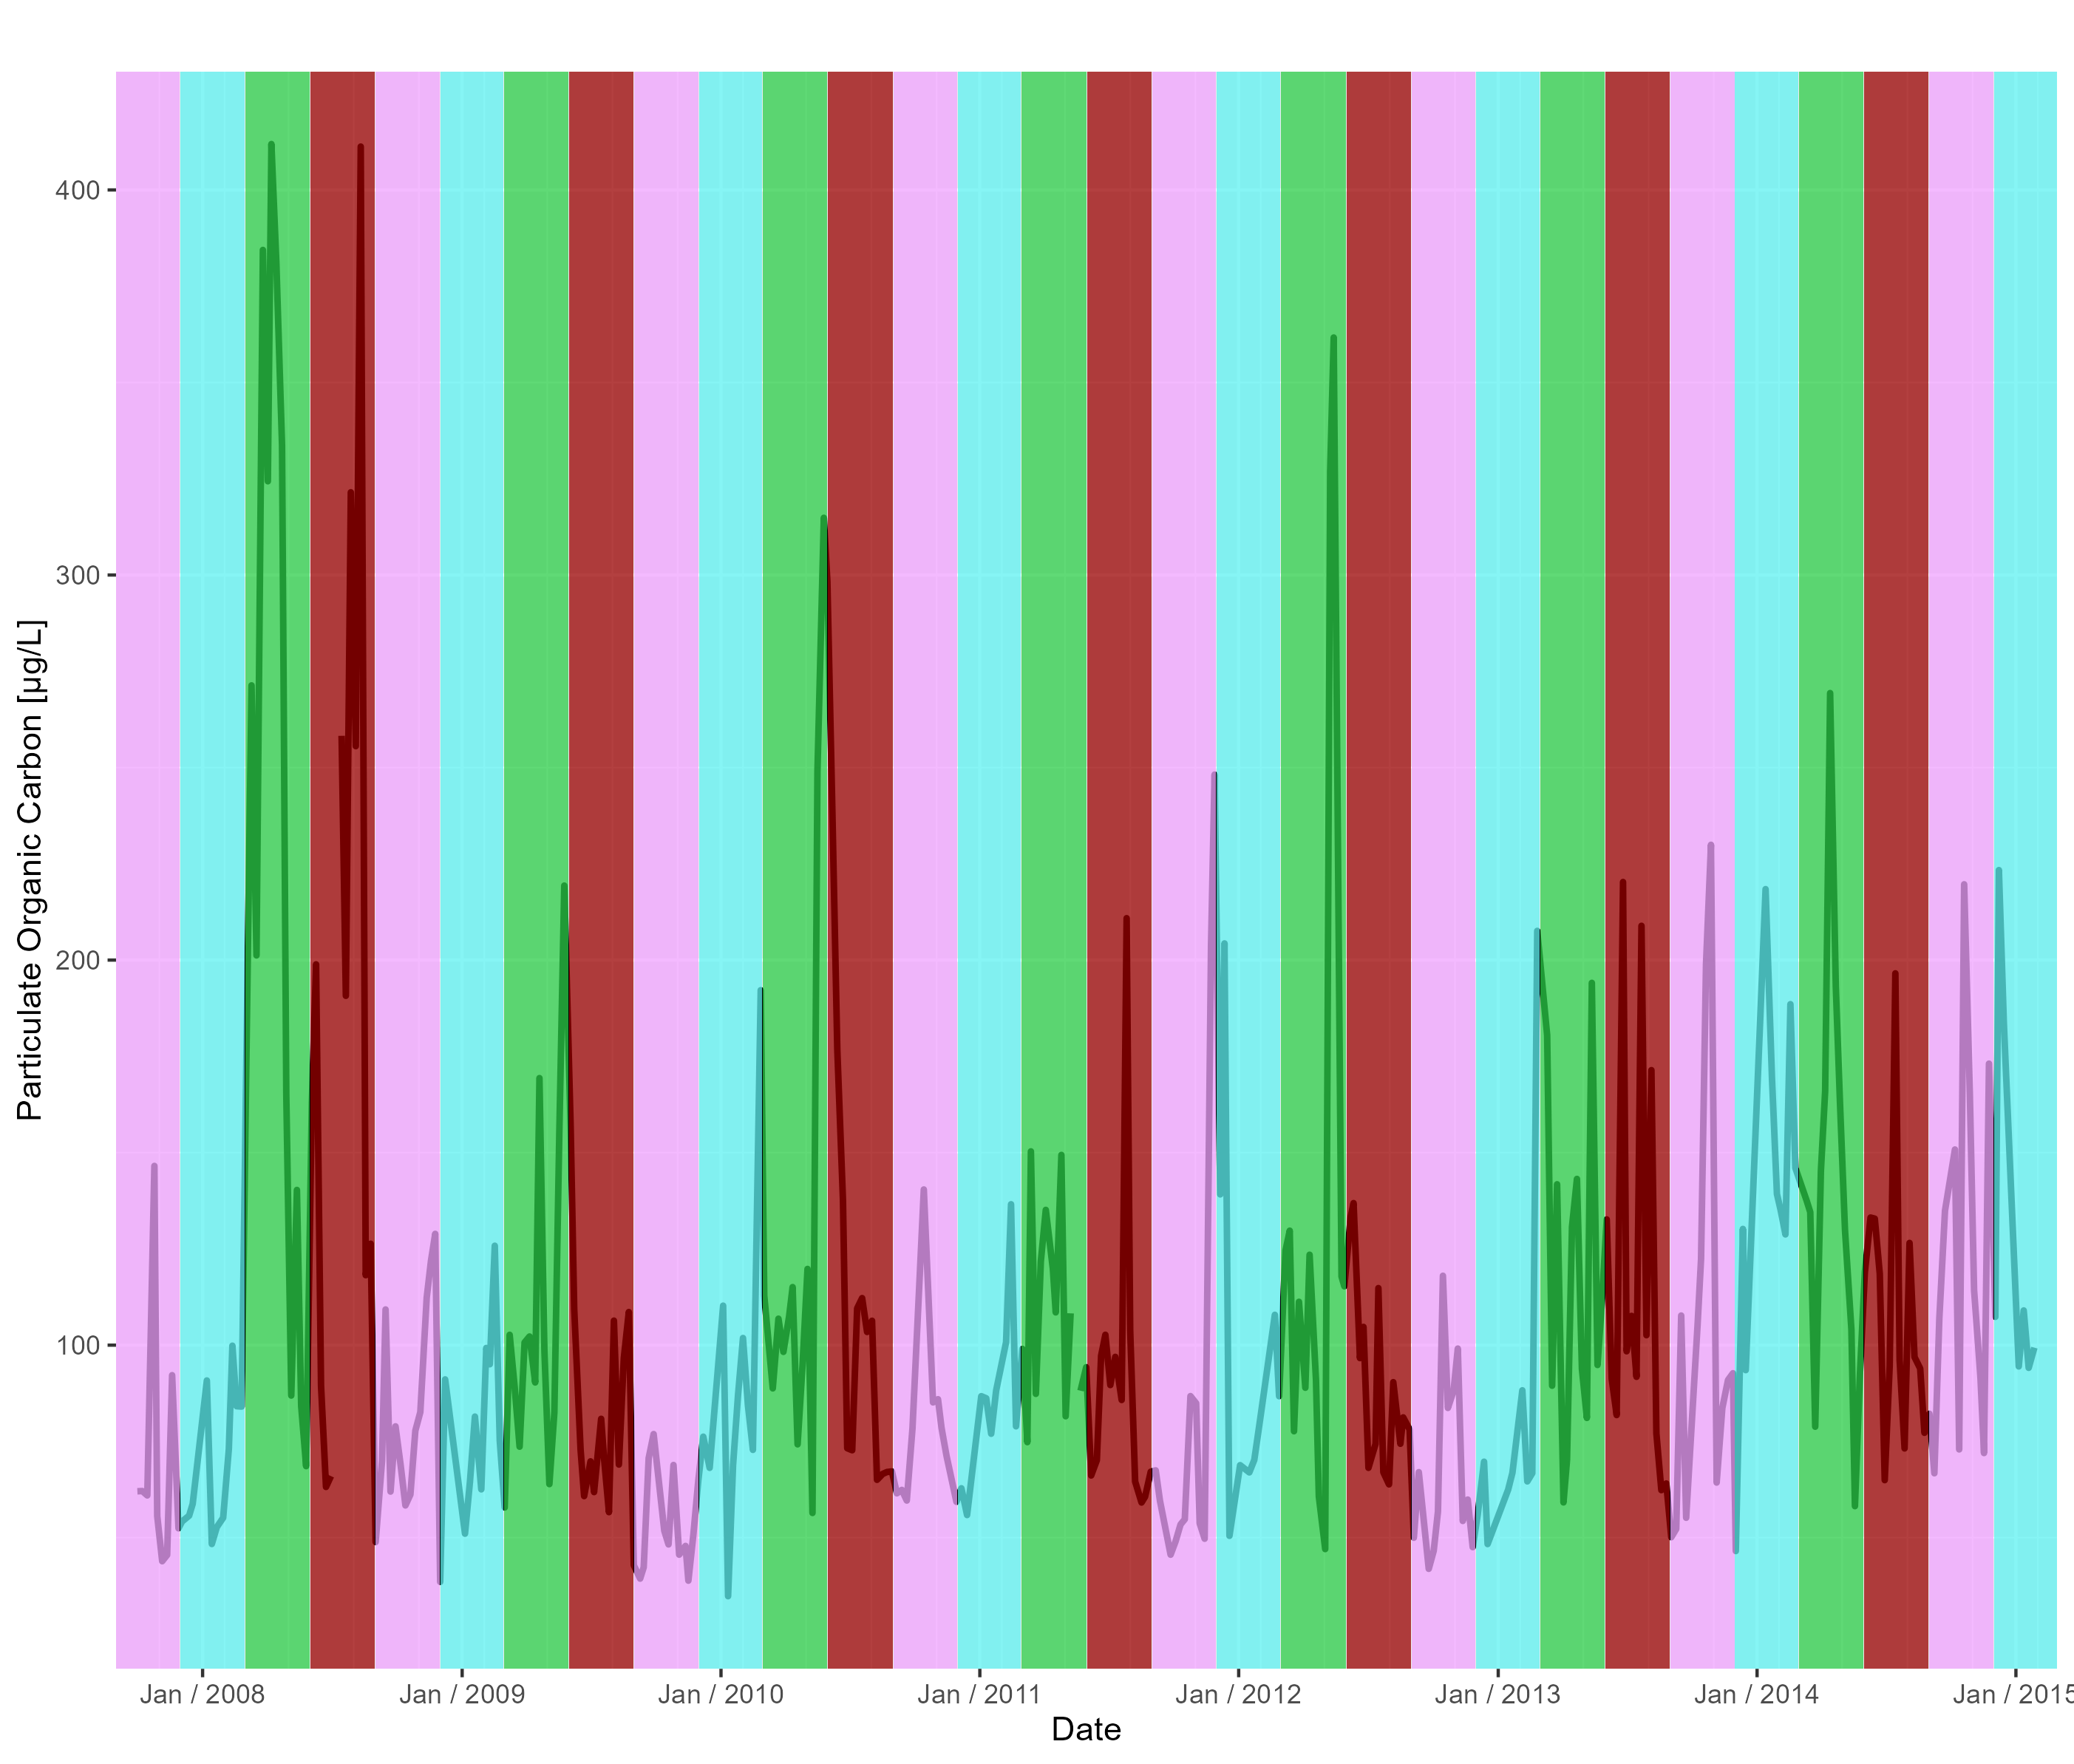 Particulate Organic Carbon [µg/L]
400
300
200
100
Jan / 2008
Jan / 2009
Jan / 2010
Jan / 2011
Jan / 2012
Jan / 2013
Jan / 2014
Jan / 2015
Date